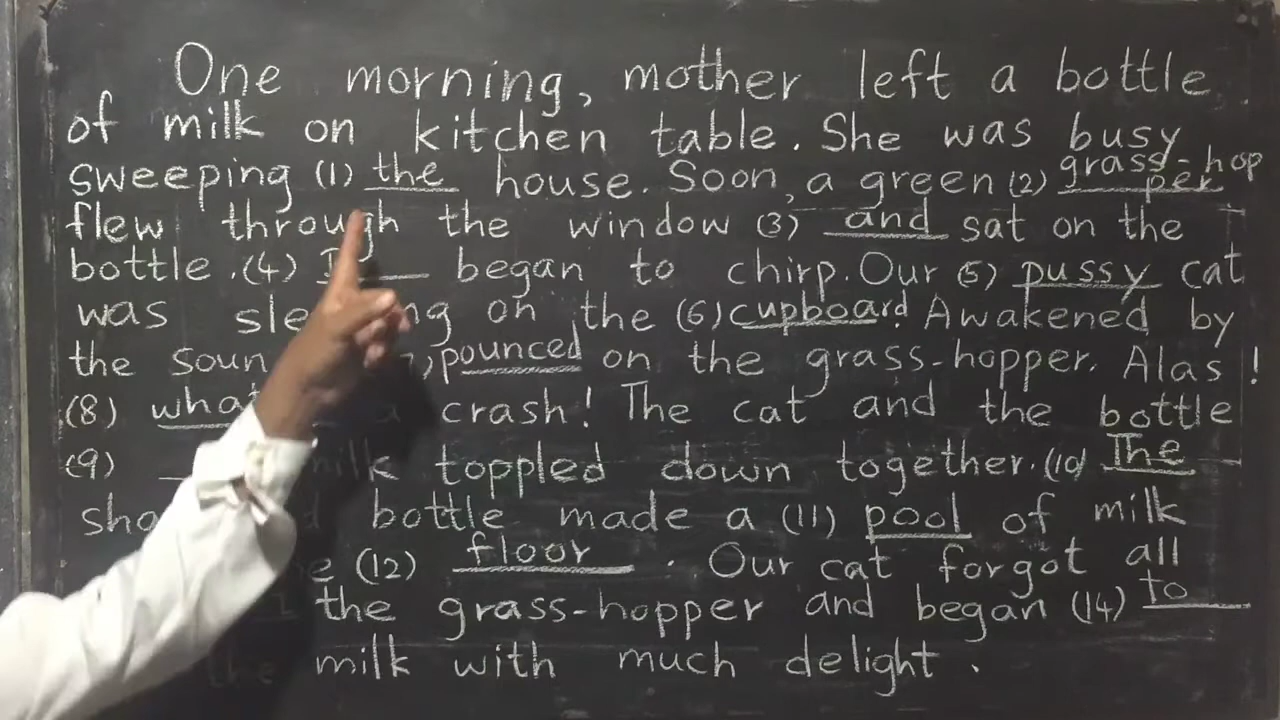 One morning, mother left a bottle
of milk on kitchen table. She was busy
sweeping (1) the house. Soon, a green (2) grass-hopper
flew through the window (3) and sat on the
bottle. (4) began to chirp. Our (5) pussy cat
was on the (6) cupboard. Awakened by
the pounced on the grass-hopper. Alas!
(8) a crash! The cat and the bottle
(9) toppled down together. (10) The
bottle made a (11) pool of milk
(12) floor. Our cat forgot all
the grass-hopper and began (14) to
the milk with much delight.